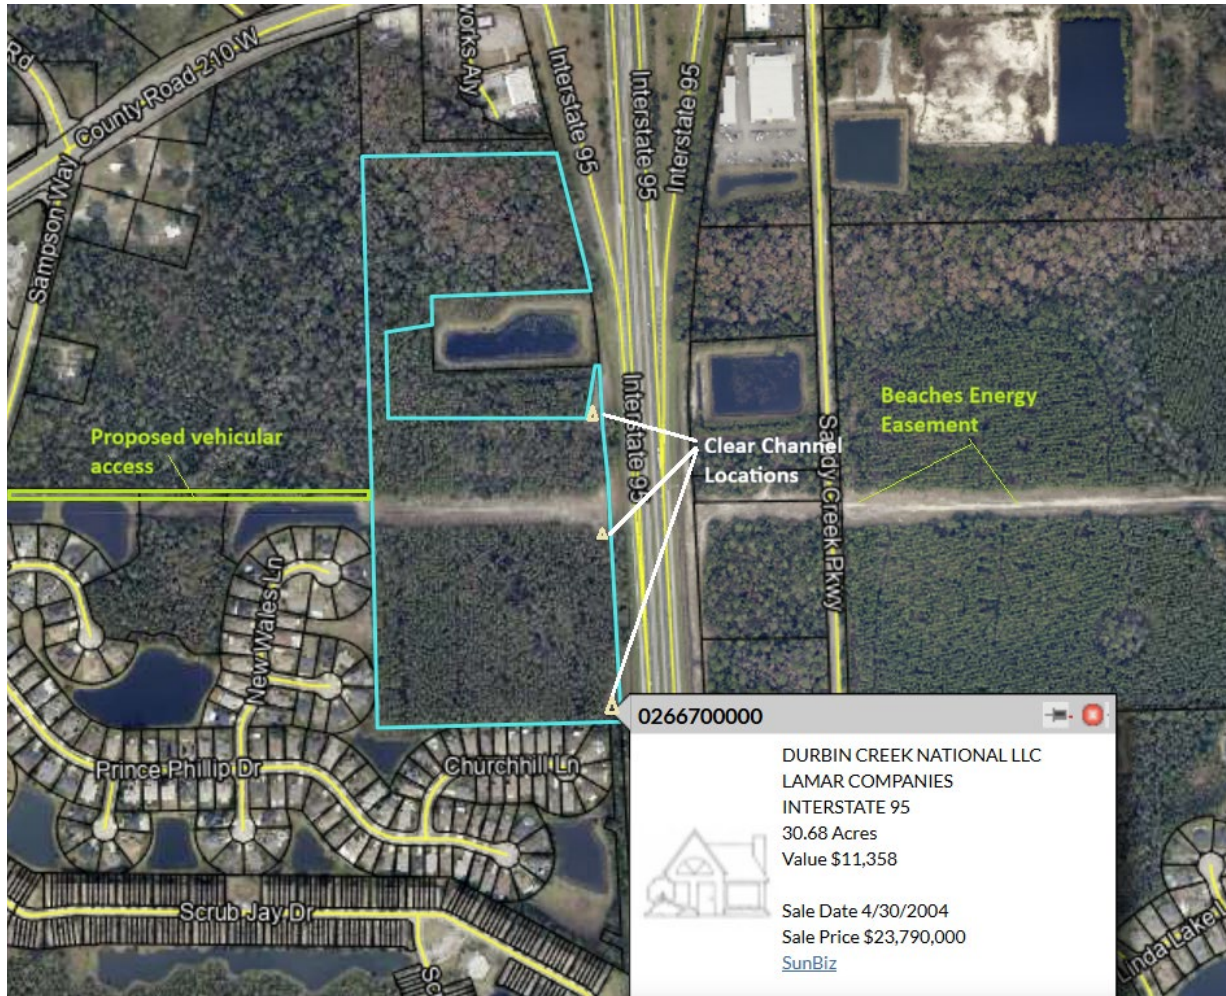 Rd
County Road 210 W
works Aly
Interstate 95
Interstate 95
Interstate 95
Sampson Way
Interstate 95
Proposed vehicular
access
Clear Channel
Locations
Beaches Energy
Easement
Sandy Creek Pkwy
New Wales Ln
Prince Phillip Dr
Churchhill Ln
Scrub Jay Dr
Sc
Linda Lake
0266700000
DURBIN CREEK NATIONAL LLC
LAMAR COMPANIES
INTERSTATE 95
30.68 Acres
Value $11,358
Sale Date 4/30/2004
Sale Price $23,790,000
SunBiz